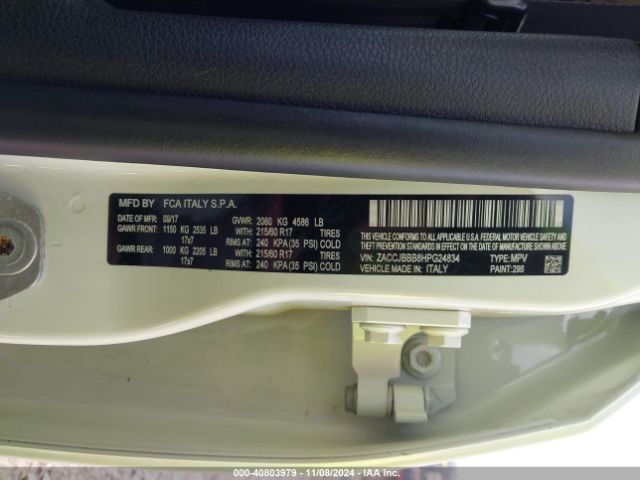 MFD BY FCA ITALY S.P.A.
DATE OF MFR: 09/17 GVWR: 2080 KG 4586 LB
GAWR FRONT: 1150 KG 2535 LB WITH: 215/60 R17 TIRES
17x7 RIMS AT: 240 KPA (35 PSI) COLD
GAWR REAR: 1000 KG 2205 LB WITH: 215/60 R17 TIRES
17x7 RIMS AT: 240 KPA (35 PSI) COLD
THIS VEHICLE CONFORMS TO ALL APPLICABLE U.S.A. FEDERAL MOTOR VEHICLE SAFETY AND
THEFT PREVENTION STANDARDS IN EFFECT ON THE DATE OF MANUFACTURE SHOWN ABOVE.
VIN: ZACCJBBB8HPG24834 TYPE: MPV
VEHICLE MADE IN: ITALY PAINT: 296
000-40803979 - 11/08/2024 - IAA Inc.